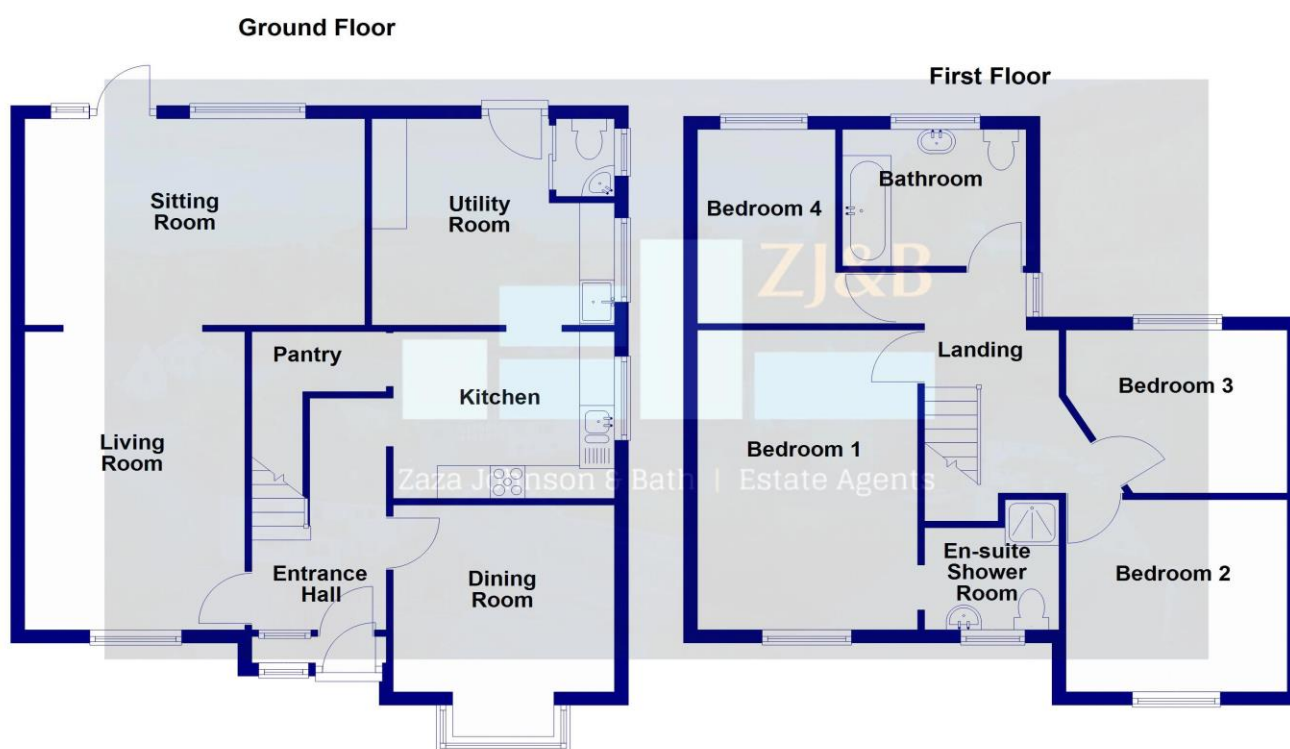 Ground Floor
First Floor
Sitting
Room
Utility
Room
Pantry
Kitchen
Living
Room
Entrance
Hall
Dining
Room
Bedroom 4
Bathroom
Landing
Bedroom 3
Bedroom 1
En-suite
Shower
Room
Bedroom 2
ZJ&B
Zaza Johnson & Bath | Estate Agents